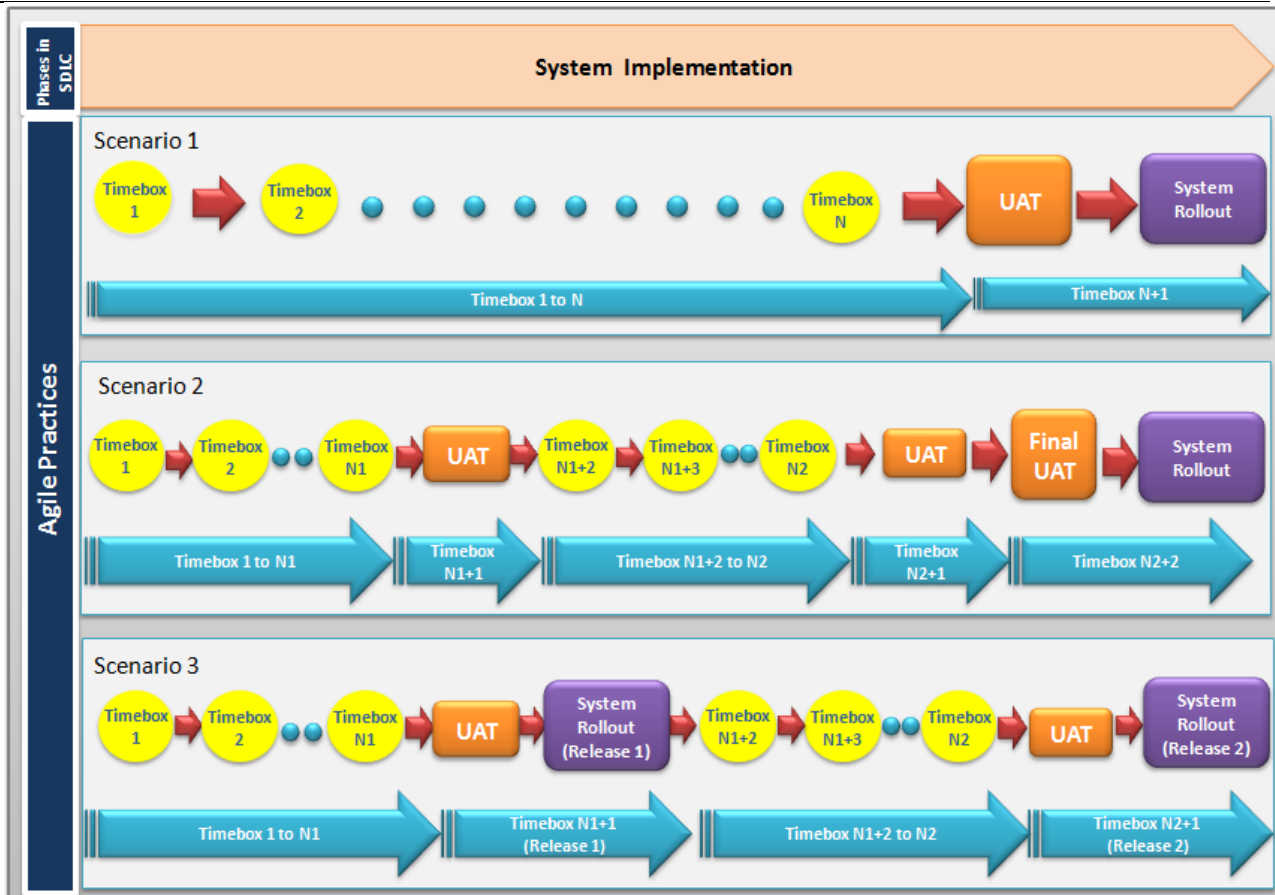 Phases in
SDLC
System Implementation
Agile Practices
Scenario 1
Timebox
1
Timebox
2
Timebox
N
UAT
System
Rollout
Timebox 1 to N
Timebox N+1
Scenario 2
Timebox
1
Timebox
2
Timebox
N1
UAT
Timebox
N1+2
Timebox
N1+3
Timebox
N2
UAT
Final
UAT
System
Rollout
Timebox 1 to N1
Timebox
N1+1
Timebox N1+2 to N2
Timebox
N2+1
Timebox N2+2
Scenario 3
Timebox
1
Timebox
2
Timebox
N1
UAT
System
Rollout
(Release 1)
Timebox
N1+2
Timebox
N1+3
Timebox
N2
UAT
System
Rollout
(Release 2)
Timebox 1 to N1
Timebox N1+1
(Release 1)
Timebox N1+2 to N2
Timebox N2+1
(Release 2)